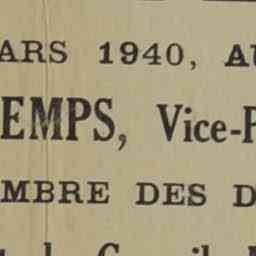 ARS 1940, AU
EMPS, Vice-P
MBRE DES D